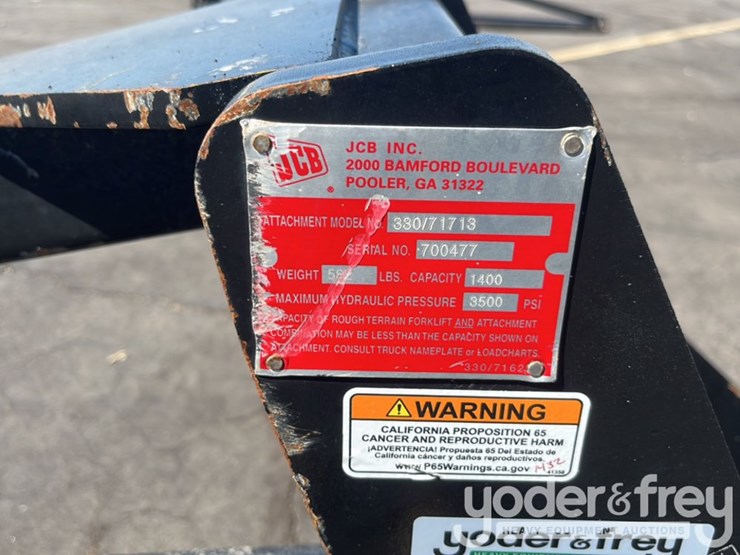 JCB
®
JCB INC.
2000 BAMFORD BOULEVARD
POOLER, GA 31322
ATTACHMENT MODEL NO. 330/71713
SERIAL NO. 700477
WEIGHT LBS. CAPACITY 1400
MAXIMUM HYDRAULIC PRESSURE 3500 PSI
CAPACITY OF ROUGH TERRAIN FORKLIFT AND ATTACHMENT
COMBINATION MAY BE LESS THAN THE CAPACITY SHOWN ON
ATTACHMENT. CONSULT TRUCK NAMEPLATE or LOADCHARTS.
WARNING
CALIFORNIA PROPOSITION 65
CANCER AND REPRODUCTIVE HARM
¡ADVERTENCIA! Propuesta 65 Del Estado de
California cáncer y daños reproductivos.
www.P65Warnings.ca.gov
yoder&frey
HEAVY EQUIPMENT AUCTIONS
yoder&frey